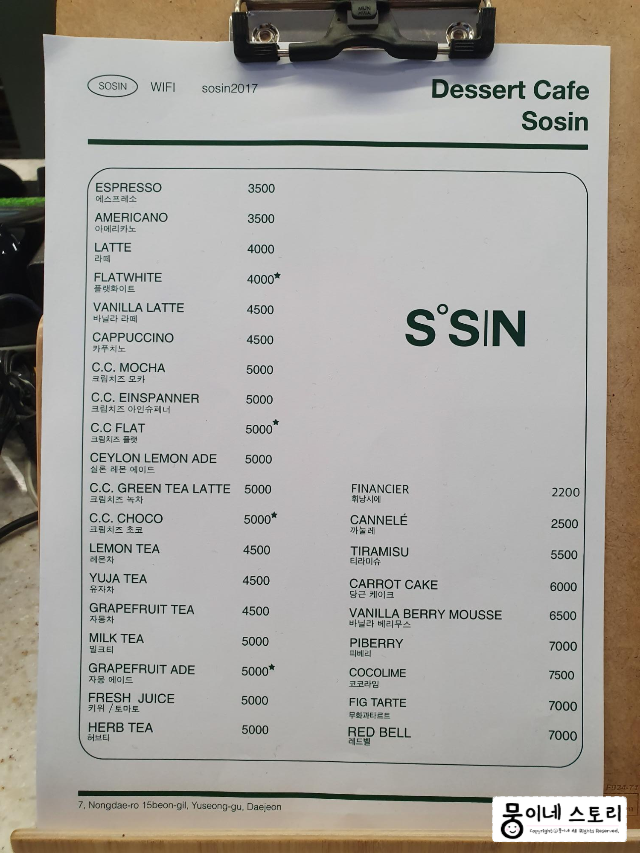 SOSIN WIFI sosin2017
Dessert Cafe
Sosin
ESPRESSO 3500
에스프레소
AMERICANO 3500
아메리카노
LATTE 4000
라떼
FLATWHITE 4000★
플랫화이트
VANILLA LATTE 4500
바닐라 라떼
CAPPUCCINO 4500
카푸치노
C.C. MOCHA 5000
크림치즈 모카
C.C. EINSPANNER 5000
크림치즈 아인슈페너
C.C FLAT 5000★
크림치즈 플랫
CEYLON LEMON ADE 5000
실론 레몬 에이드
C.C. GREEN TEA LATTE 5000
크림치즈 녹차
C.C. CHOCO 5000★
크림치즈 초코
LEMON TEA 4500
레몬차
YUJA TEA 4500
유자차
GRAPEFRUIT TEA 4500
자몽차
MILK TEA 5000
밀크티
GRAPEFRUIT ADE 5000★
자몽 에이드
FRESH JUICE 5000
키위 / 토마토
HERB TEA 5000
허브티
S°SIN
FINANCIER 2200
휘낭시에
CANNELÉ 2500
까눌레
TIRAMISU 5500
티라미슈
CARROT CAKE 6000
당근 케이크
VANILLA BERRY MOUSSE 6500
바닐라 베리무스
PIBERRY 7000
피베리
COCOLIME 7500
코코라임
FIG TARTE 7000
무화과타르트
RED BELL 7000
레드벨
7, Nongdae-ro 15beon-gil, Yuseong-gu, Daejeon
뭉이네 스토리
Copyright ⓒ뭉이네 All Rights Reserved.